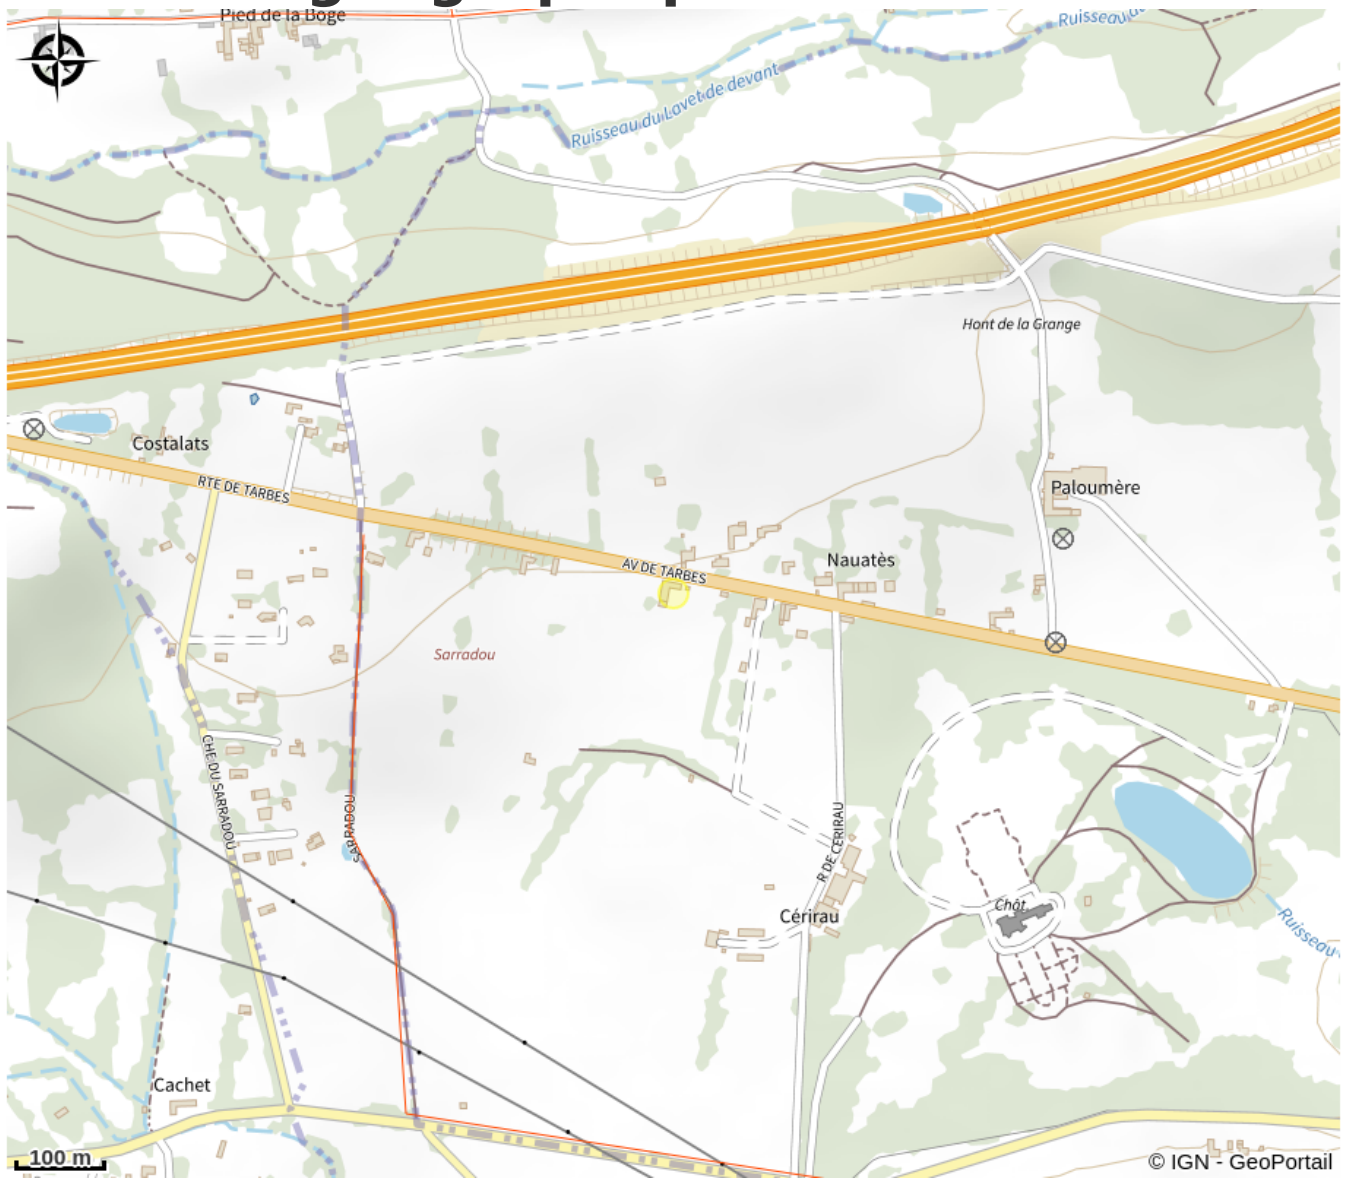 Pied de la Boge
Ruisseau du
Ruisseau du Lavet de devant
Hont de la Grange
Costalats
RTE DE TARBES
Paloumère
AV DE TARBES
Nauatès
Sarradou
CHE DU SARRADOU
SARRADOU
R DE CERIRAU
Chât.
Cérirau
Ruisseau
Cachet
100 m
© IGN - GeoPortail